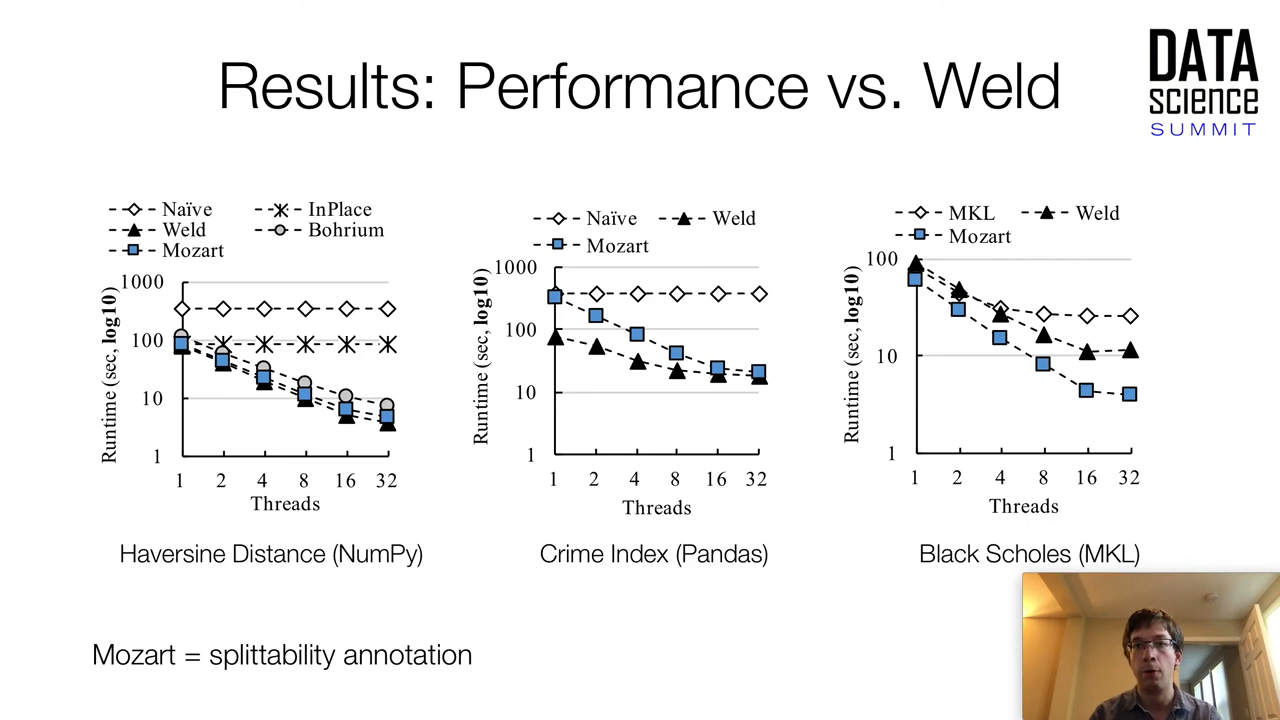 Results: Performance vs. Weld
DATA
science
SUMMIT
Naïve InPlace
Weld Bohrium
Mozart
Runtime (sec, log10)
1000
100
10
1
1 2 4 8 16 32
Threads
Haversine Distance (NumPy)
Naïve Weld
Mozart
Runtime (sec, log10)
1000
100
10
1
1 2 4 8 16 32
Threads
Crime Index (Pandas)
MKL Weld
Mozart
Runtime (sec, log10)
100
10
1
1 2 4 8 16 32
Threads
Black Scholes (MKL)
Mozart = splittability annotation